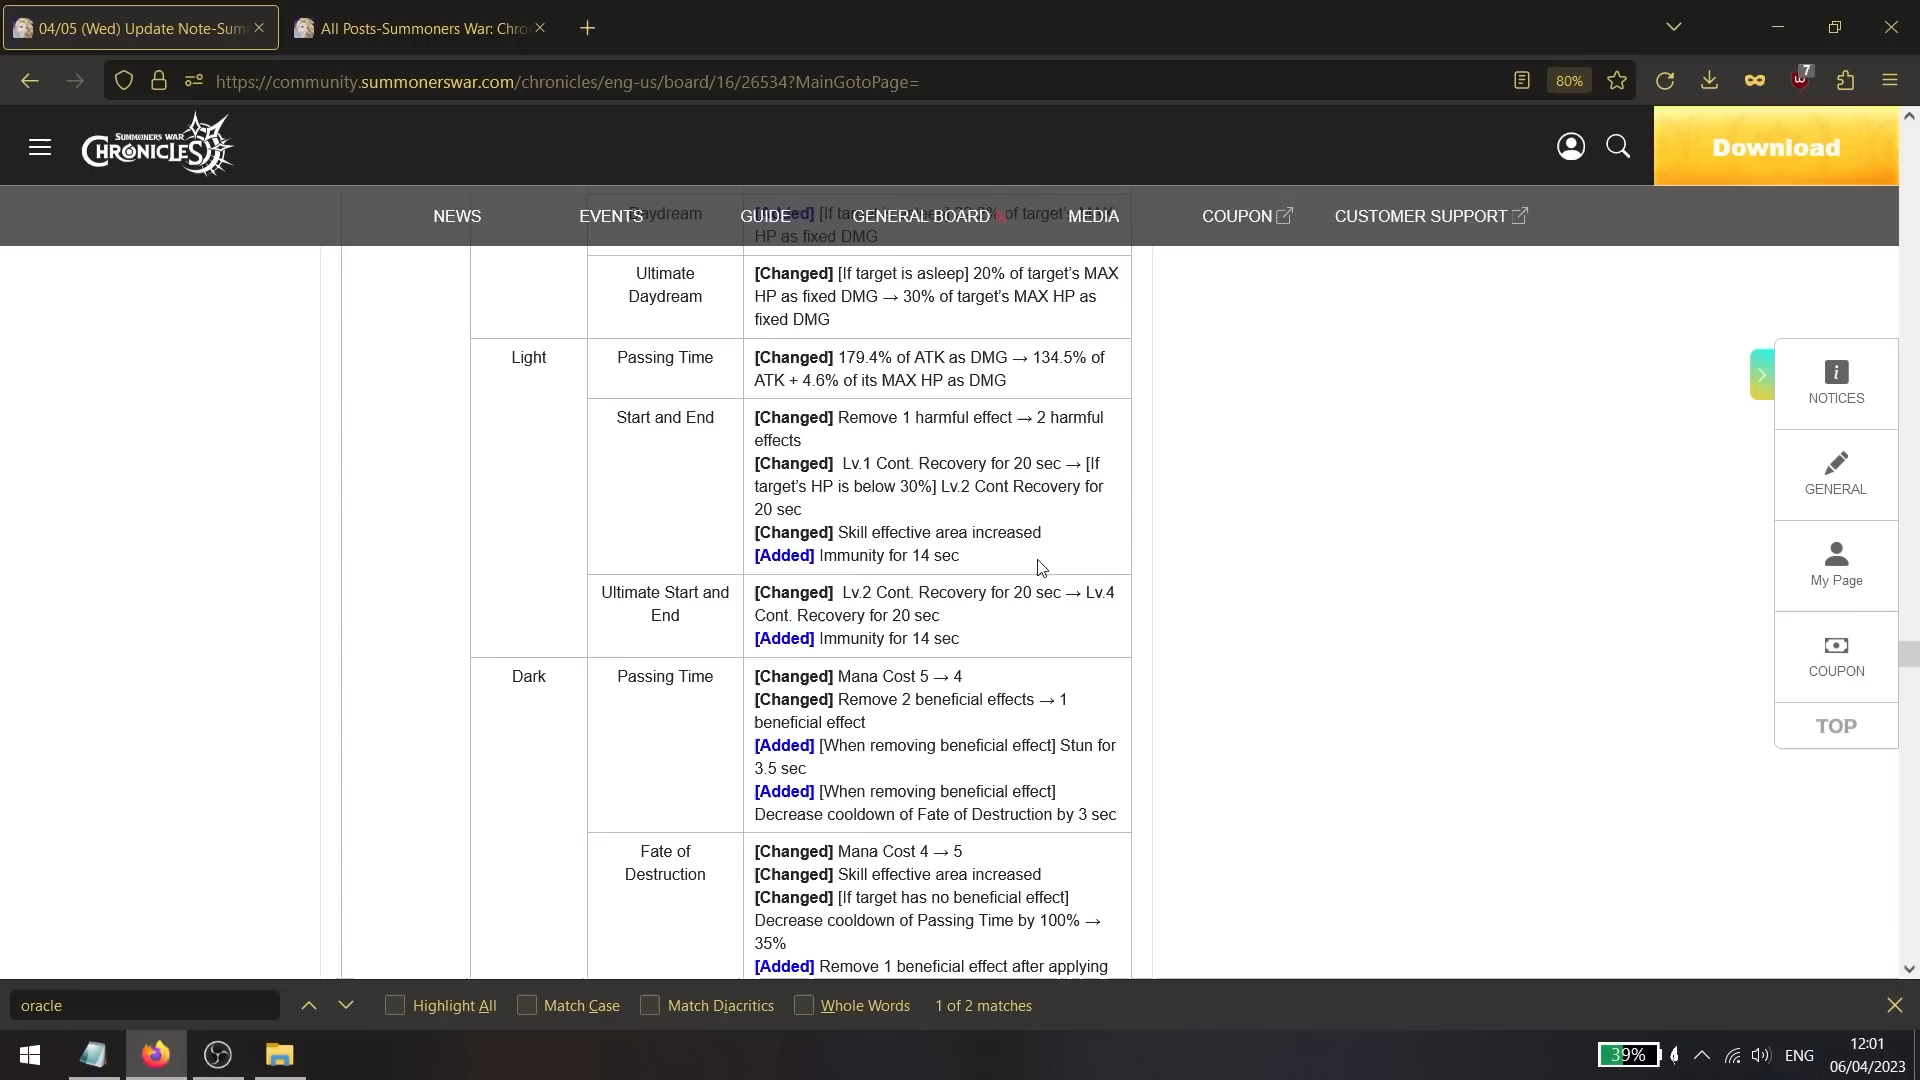 04/05 (Wed) Update Note-Sum
All Posts-Summoners War: Chro
https://community.summonerswar.com/chronicles/eng-us/board/16/26534?MainGotoPage=
80%
7
SUMMONERS WAR
CHRONICLES
Download
NEWS
EVENTS
GUIDE
GENERAL BOARD
MEDIA
COUPON
CUSTOMER SUPPORT
Daydream
[Added] [If target is asleep] of target's MAX
HP as fixed DMG
Ultimate
Daydream
[Changed] [If target is asleep] 20% of target's MAX
HP as fixed DMG → 30% of target's MAX HP as
fixed DMG
Light
Passing Time
[Changed] 179.4% of ATK as DMG → 134.5% of
ATK + 4.6% of its MAX HP as DMG
Start and End
[Changed] Remove 1 harmful effect → 2 harmful
effects
[Changed] Lv.1 Cont. Recovery for 20 sec → [If
target's HP is below 30%] Lv.2 Cont Recovery for
20 sec
[Changed] Skill effective area increased
[Added] Immunity for 14 sec
Ultimate Start and
End
[Changed] Lv.2 Cont. Recovery for 20 sec → Lv.4
Cont. Recovery for 20 sec
[Added] Immunity for 14 sec
Dark
Passing Time
[Changed] Mana Cost 5 → 4
[Changed] Remove 2 beneficial effects → 1
beneficial effect
[Added] [When removing beneficial effect] Stun for
3.5 sec
[Added] [When removing beneficial effect]
Decrease cooldown of Fate of Destruction by 3 sec
Fate of
Destruction
[Changed] Mana Cost 4 → 5
[Changed] Skill effective area increased
[Changed] [If target has no beneficial effect]
Decrease cooldown of Passing Time by 100% →
35%
[Added] Remove 1 beneficial effect after applying
NOTICES
GENERAL
My Page
COUPON
TOP
oracle
Highlight All
Match Case
Match Diacritics
Whole Words
1 of 2 matches
39%
ENG
12:01
06/04/2023